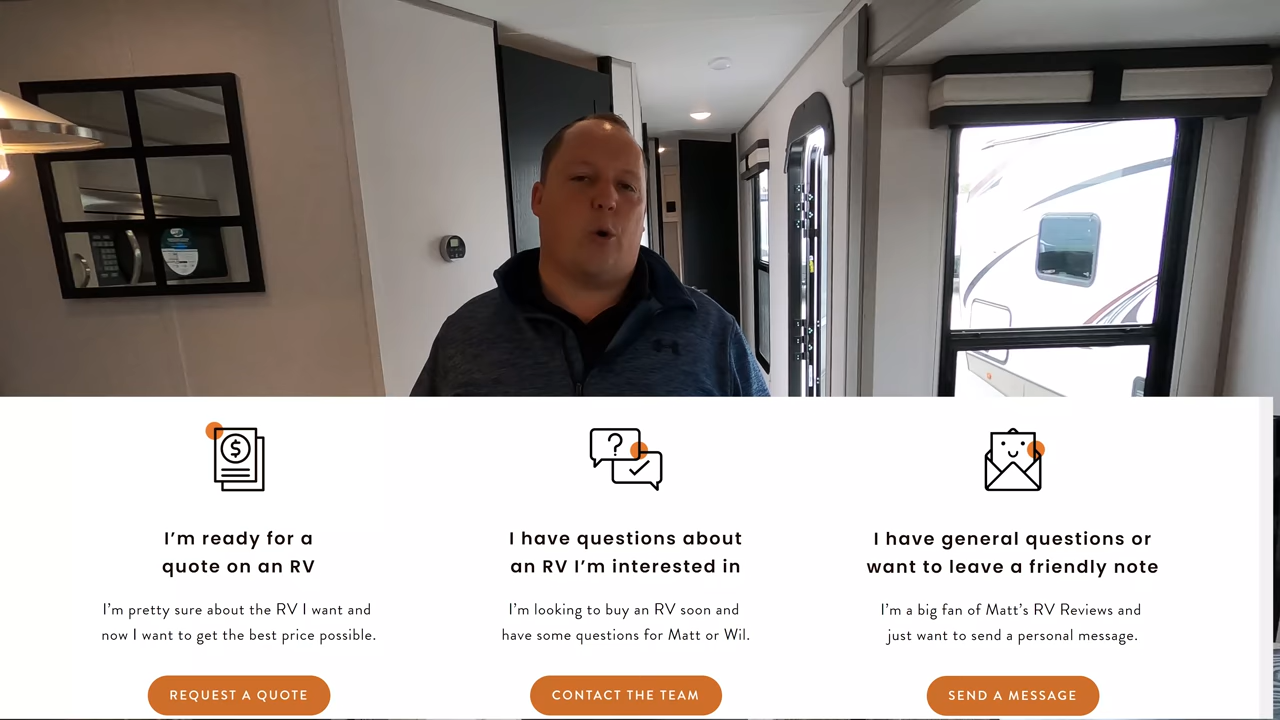 I'm ready for a
quote on an RV
I'm pretty sure about the RV I want and
now I want to get the best price possible.
REQUEST A QUOTE
I have questions about
an RV I'm interested in
I'm looking to buy an RV soon and
have some questions for Matt or Wil.
CONTACT THE TEAM
I have general questions or
want to leave a friendly note
I'm a big fan of Matt's RV Reviews and
just want to send a personal message.
SEND A MESSAGE